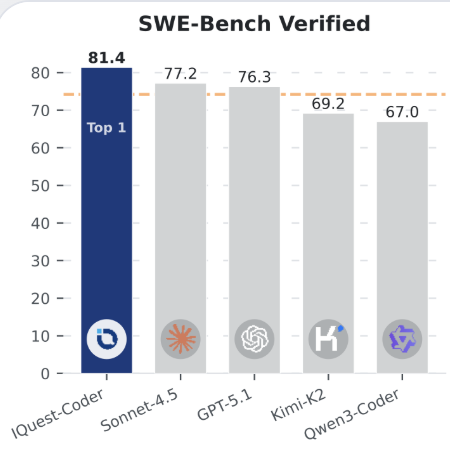 SWE-Bench Verified
81.4
77.2
76.3
69.2
67.0
Top 1
80
70
60
50
40
30
20
10
0
IQuest-Coder
Sonnet-4.5
GPT-5.1
Kimi-K2
Qwen3-Coder